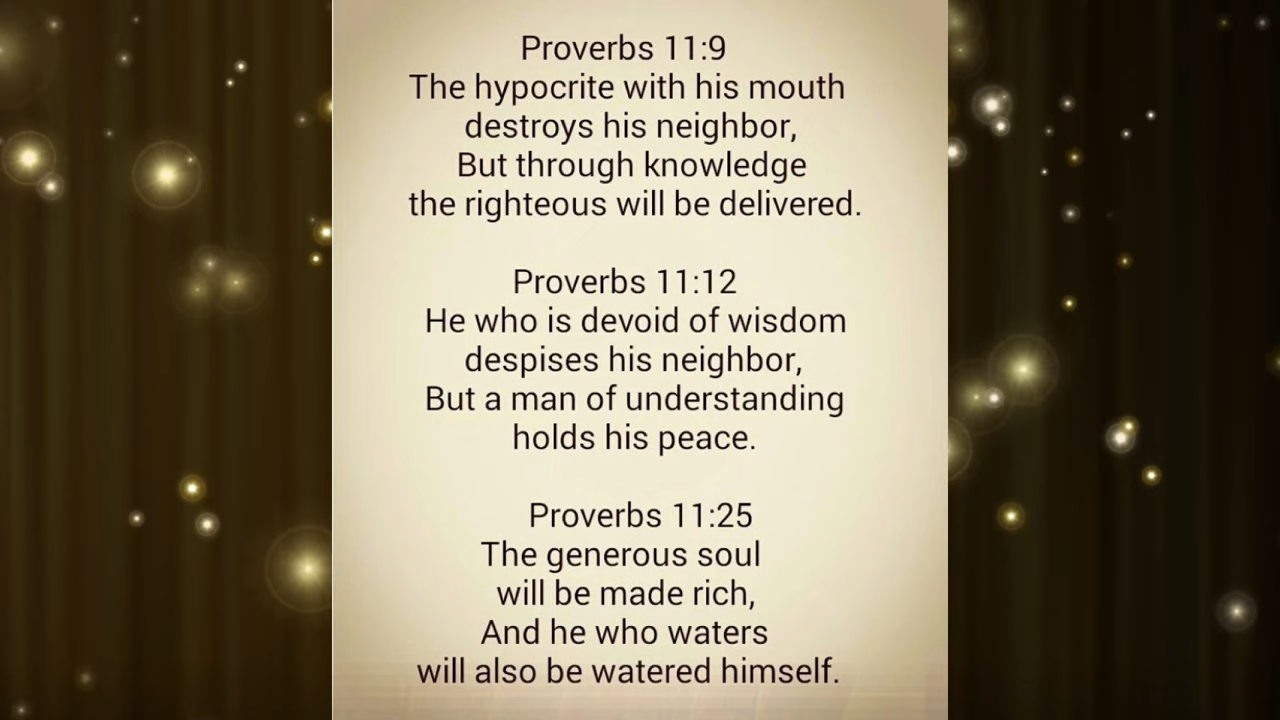 Proverbs 11:9
The hypocrite with his mouth
destroys his neighbor,
But through knowledge
the righteous will be delivered.
Proverbs 11:12
He who is devoid of wisdom
despises his neighbor,
But a man of understanding
holds his peace.
Proverbs 11:25
The generous soul
will be made rich,
And he who waters
will also be watered himself.